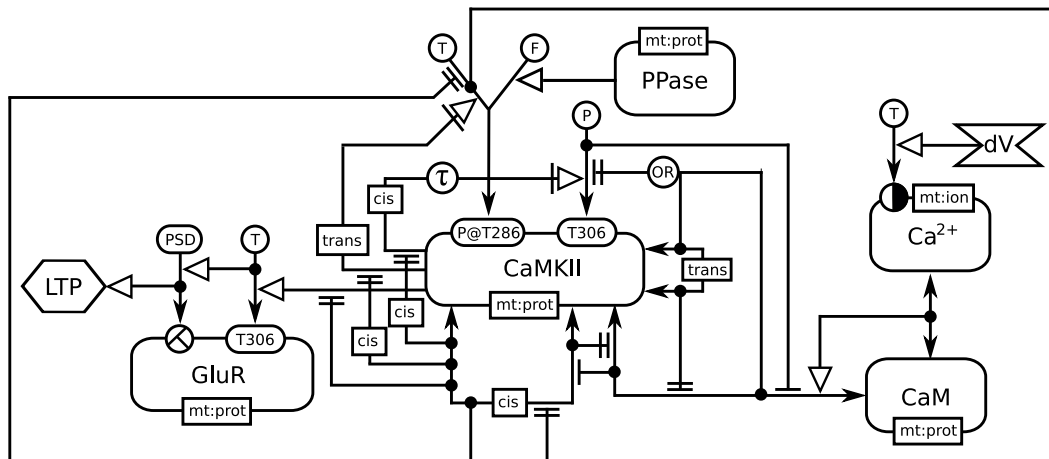 mt:prot
PPase
T
F
P
T
dV
OR
τ
cis
mt:ion
Ca2+
P@T286
T306
CaMKII
mt:prot
trans
trans
PSD
T
LTP
cis
cis
T306
GluR
mt:prot
cis
CaM
mt:prot